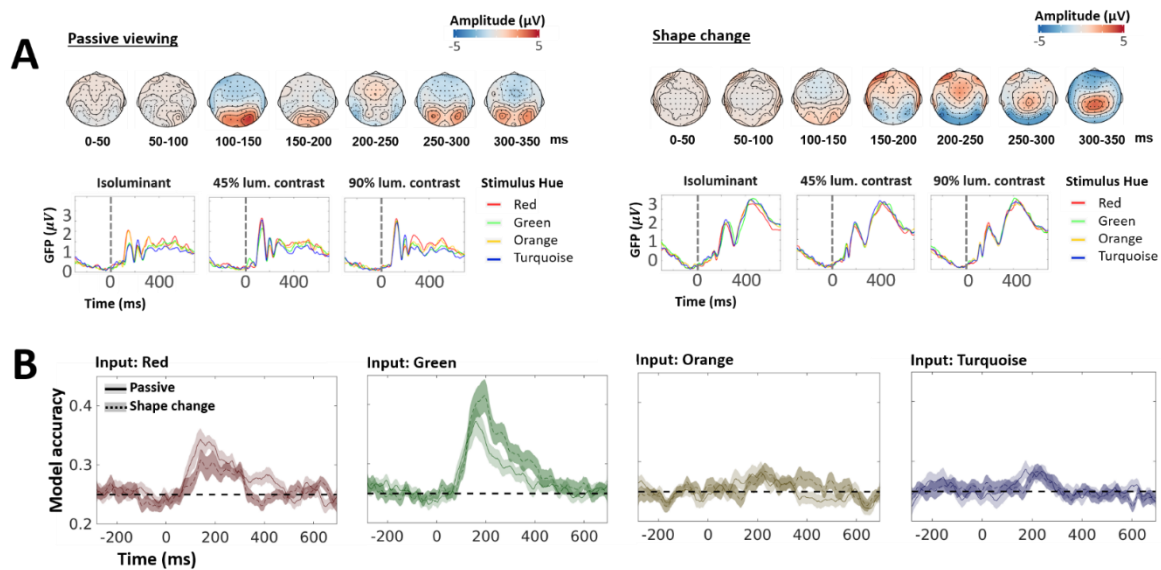 A
Passive viewing
Amplitude (µV)
-5 5
0-50 50-100 100-150 150-200 200-250 250-300 300-350 ms
Isoluminant 45% lum. contrast 90% lum. contrast Stimulus Hue
Red
Green
Orange
Turquoise
GFP (µV)
3
2
1
0
0 400 0 400 0 400
Time (ms)
Shape change
Amplitude (µV)
-5 5
0-50 50-100 100-150 150-200 200-250 250-300 300-350 ms
Isoluminant 45% lum. contrast 90% lum. contrast Stimulus Hue
Red
Green
Orange
Turquoise
GFP (µV)
3
2
1
0
0 400 0 400 0 400
Time (ms)
B
Input: Red Input: Green Input: Orange Input: Turquoise
Passive
Shape change
Model accuracy
0.4
0.3
0.2
-200 0 200 400 600 -200 0 200 400 600 -200 0 200 400 600 -200 0 200 400 600
Time (ms)